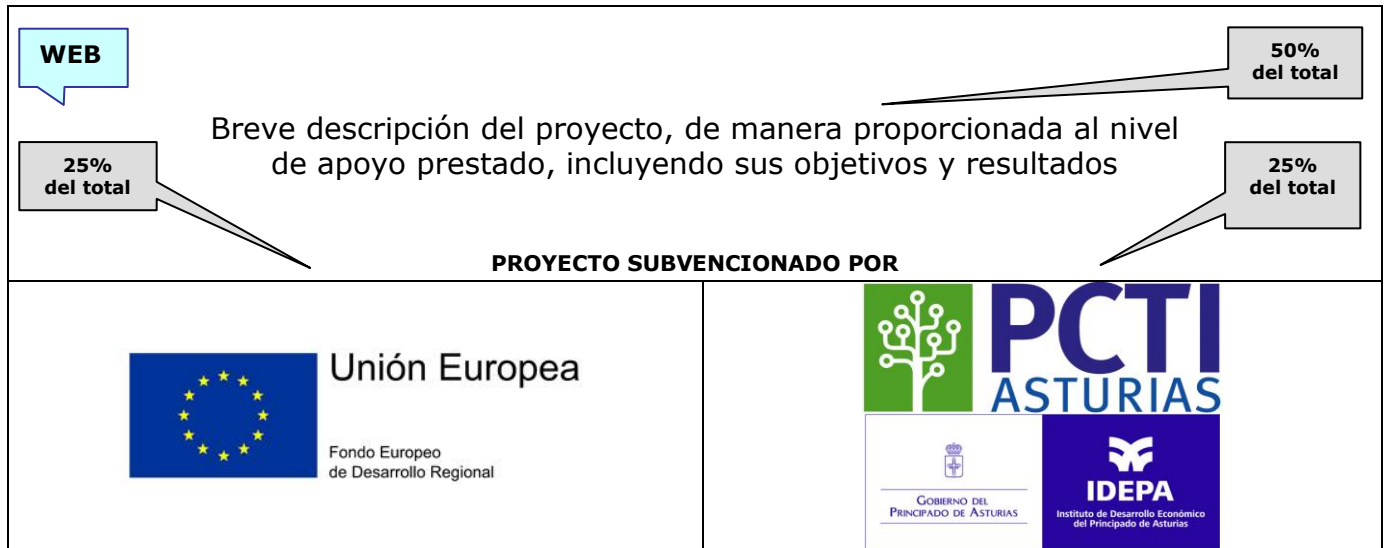 WEB
50%
del total
Breve descripción del proyecto, de manera proporcionada al nivel
de apoyo prestado, incluyendo sus objetivos y resultados
25%
del total
25%
del total
PROYECTO SUBVENCIONADO POR
Unión Europea
Fondo Europeo
de Desarrollo Regional
PCTI
ASTURIAS
GOBIERNO DEL
PRINCIPADO DE ASTURIAS
IDEPA
Instituto de Desarrollo Económico
del Principado de Asturias